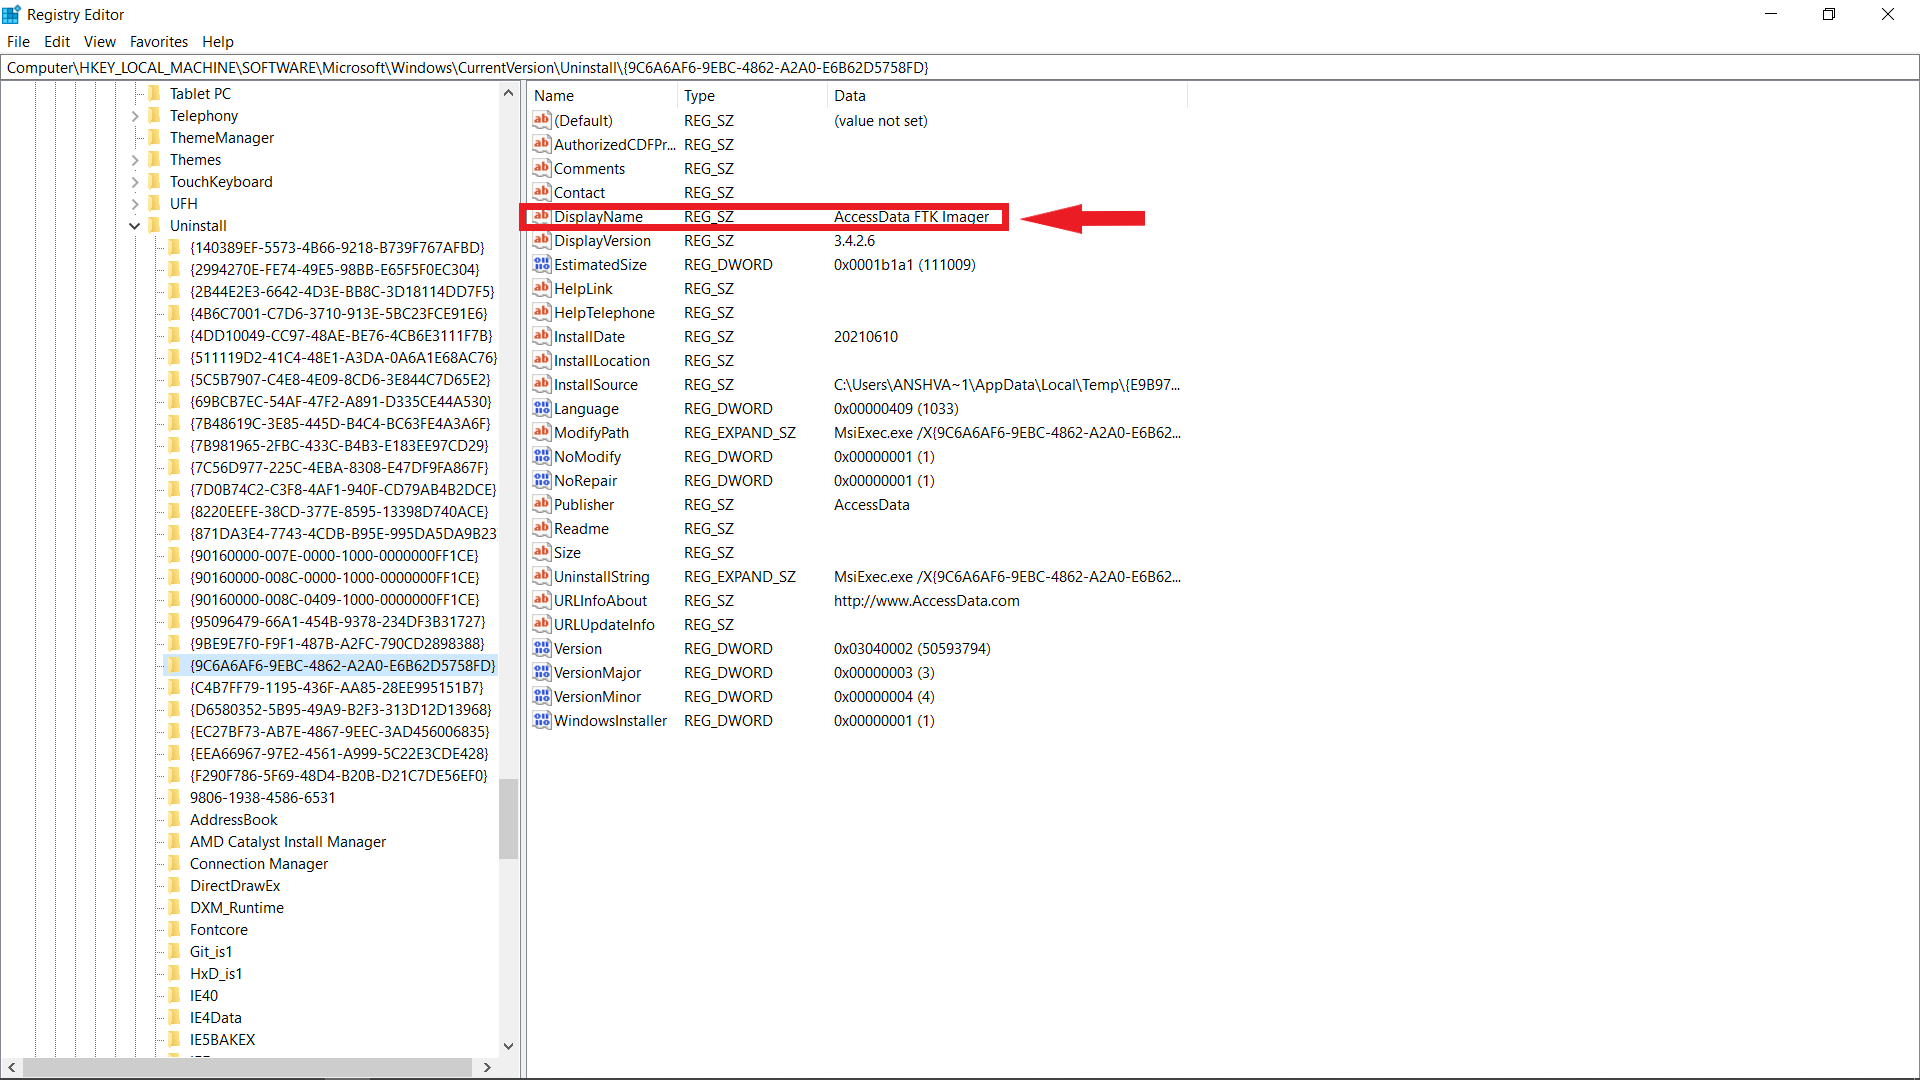 Registry Editor
File Edit View Favorites Help
Computer\HKEY_LOCAL_MACHINE\SOFTWARE\Microsoft\Windows\CurrentVersion\Uninstall\{9C6A6AF6-9EBC-4862-A2A0-E6B62D5758FD}
Tablet PC
Telephony
ThemeManager
Themes
TouchKeyboard
UFH
Uninstall
{140389EF-5573-4B66-9218-B739F767AFBD}
{2994270E-FE74-49E5-98BB-E65F5F0EC304}
{2B44E2E3-6642-4D3E-BB8C-3D18114DD7F5}
{4B6C7001-C7D6-3710-913E-5BC23FCE91E6}
{4DD10049-CC97-48AE-BE76-4CB6E3111F7B}
{511119D2-41C4-48E1-A3DA-0A6A1E68AC76}
{5C5B7907-C4E8-4E09-8CD6-3E844C7D65E2}
{69BCB7EC-54AF-47F2-A891-D335CE44A530}
{7B48619C-3E85-445D-B4C4-BC63FE4A3A6F}
{7B981965-2FBC-433C-B4B3-E183EE97CD29}
{7C56D977-225C-4EBA-8308-E47DF9FA867F}
{7D0B74C2-C3F8-4AF1-940F-CD79AB4B2DCE}
{8220EEFE-38CD-377E-8595-13398D740ACE}
{871DA3E4-7743-4CDB-B95E-995DA5DA9B23
{90160000-007E-0000-1000-0000000FF1CE}
{90160000-008C-0000-1000-0000000FF1CE}
{90160000-008C-0409-1000-0000000FF1CE}
{95096479-66A1-454B-9378-234DF3B31727}
{9BE9E7F0-F9F1-487B-A2FC-790CD2898388}
{9C6A6AF6-9EBC-4862-A2A0-E6B62D5758FD}
{C4B7FF79-1195-436F-AA85-28EE995151B7}
{D6580352-5B95-49A9-B2F3-313D12D13968}
{EC27BF73-AB7E-4867-9EEC-3AD456006835}
{EEA66967-97E2-4561-A999-5C22E3CDE428}
{F290F786-5F69-48D4-B20B-D21C7DE56EF0}
9806-1938-4586-6531
AddressBook
AMD Catalyst Install Manager
Connection Manager
DirectDrawEx
DXM_Runtime
Fontcore
Git_is1
HxD_is1
IE40
IE4Data
IE5BAKEX
Name Type Data
(Default) REG_SZ (value not set)
AuthorizedCDFPr... REG_SZ
Comments REG_SZ
Contact REG_SZ
DisplayName REG_SZ AccessData FTK Imager
DisplayVersion REG_SZ 3.4.2.6
EstimatedSize REG_DWORD 0x0001b1a1 (111009)
HelpLink REG_SZ
HelpTelephone REG_SZ
InstallDate REG_SZ 20210610
InstallLocation REG_SZ
InstallSource REG_SZ C:\Users\ANSHVA~1\AppData\Local\Temp\{E9B97...
Language REG_DWORD 0x00000409 (1033)
ModifyPath REG_EXPAND_SZ MsiExec.exe /X{9C6A6AF6-9EBC-4862-A2A0-E6B62...
NoModify REG_DWORD 0x00000001 (1)
NoRepair REG_DWORD 0x00000001 (1)
Publisher REG_SZ AccessData
Readme REG_SZ
Size REG_SZ
UninstallString REG_EXPAND_SZ MsiExec.exe /X{9C6A6AF6-9EBC-4862-A2A0-E6B62...
URLInfoAbout REG_SZ http://www.AccessData.com
URLUpdateInfo REG_SZ
Version REG_DWORD 0x03040002 (50593794)
VersionMajor REG_DWORD 0x00000003 (3)
VersionMinor REG_DWORD 0x00000004 (4)
WindowsInstaller REG_DWORD 0x00000001 (1)